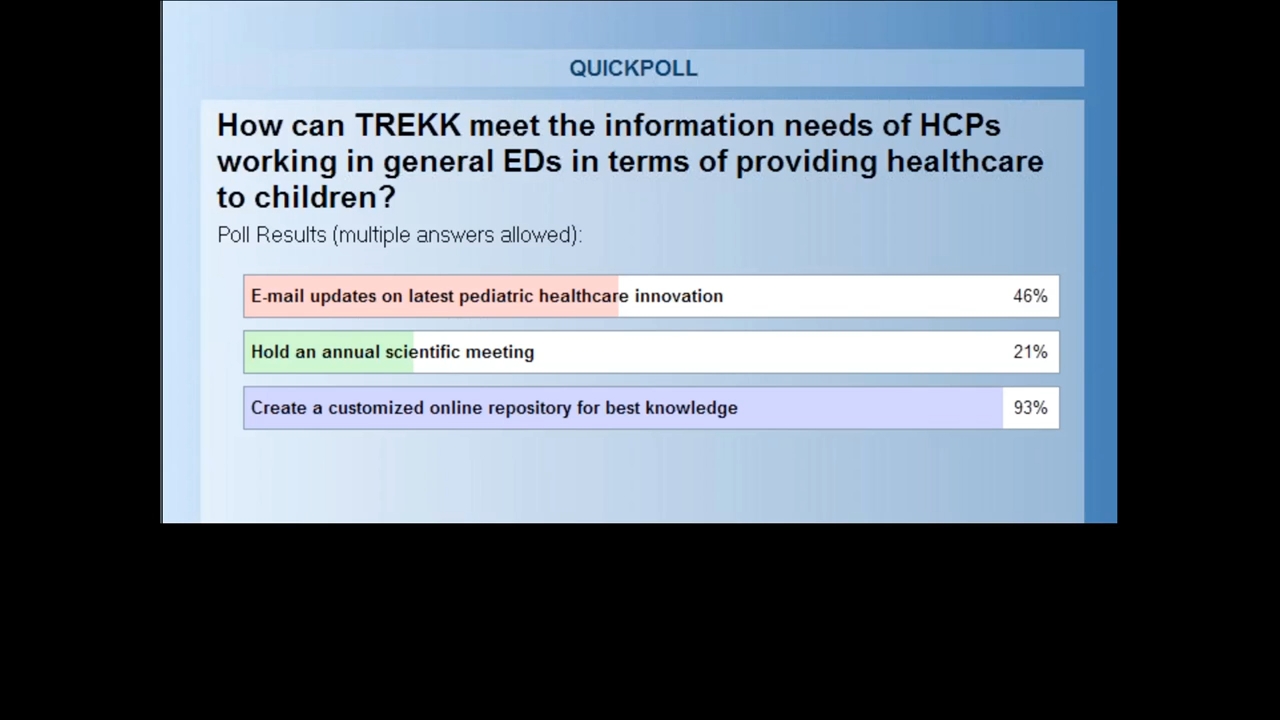 QUICKPOLL
How can TREKK meet the information needs of HCPs
working in general EDs in terms of providing healthcare
to children?
Poll Results (multiple answers allowed):
E-mail updates on latest pediatric healthcare innovation 46%
Hold an annual scientific meeting 21%
Create a customized online repository for best knowledge 93%